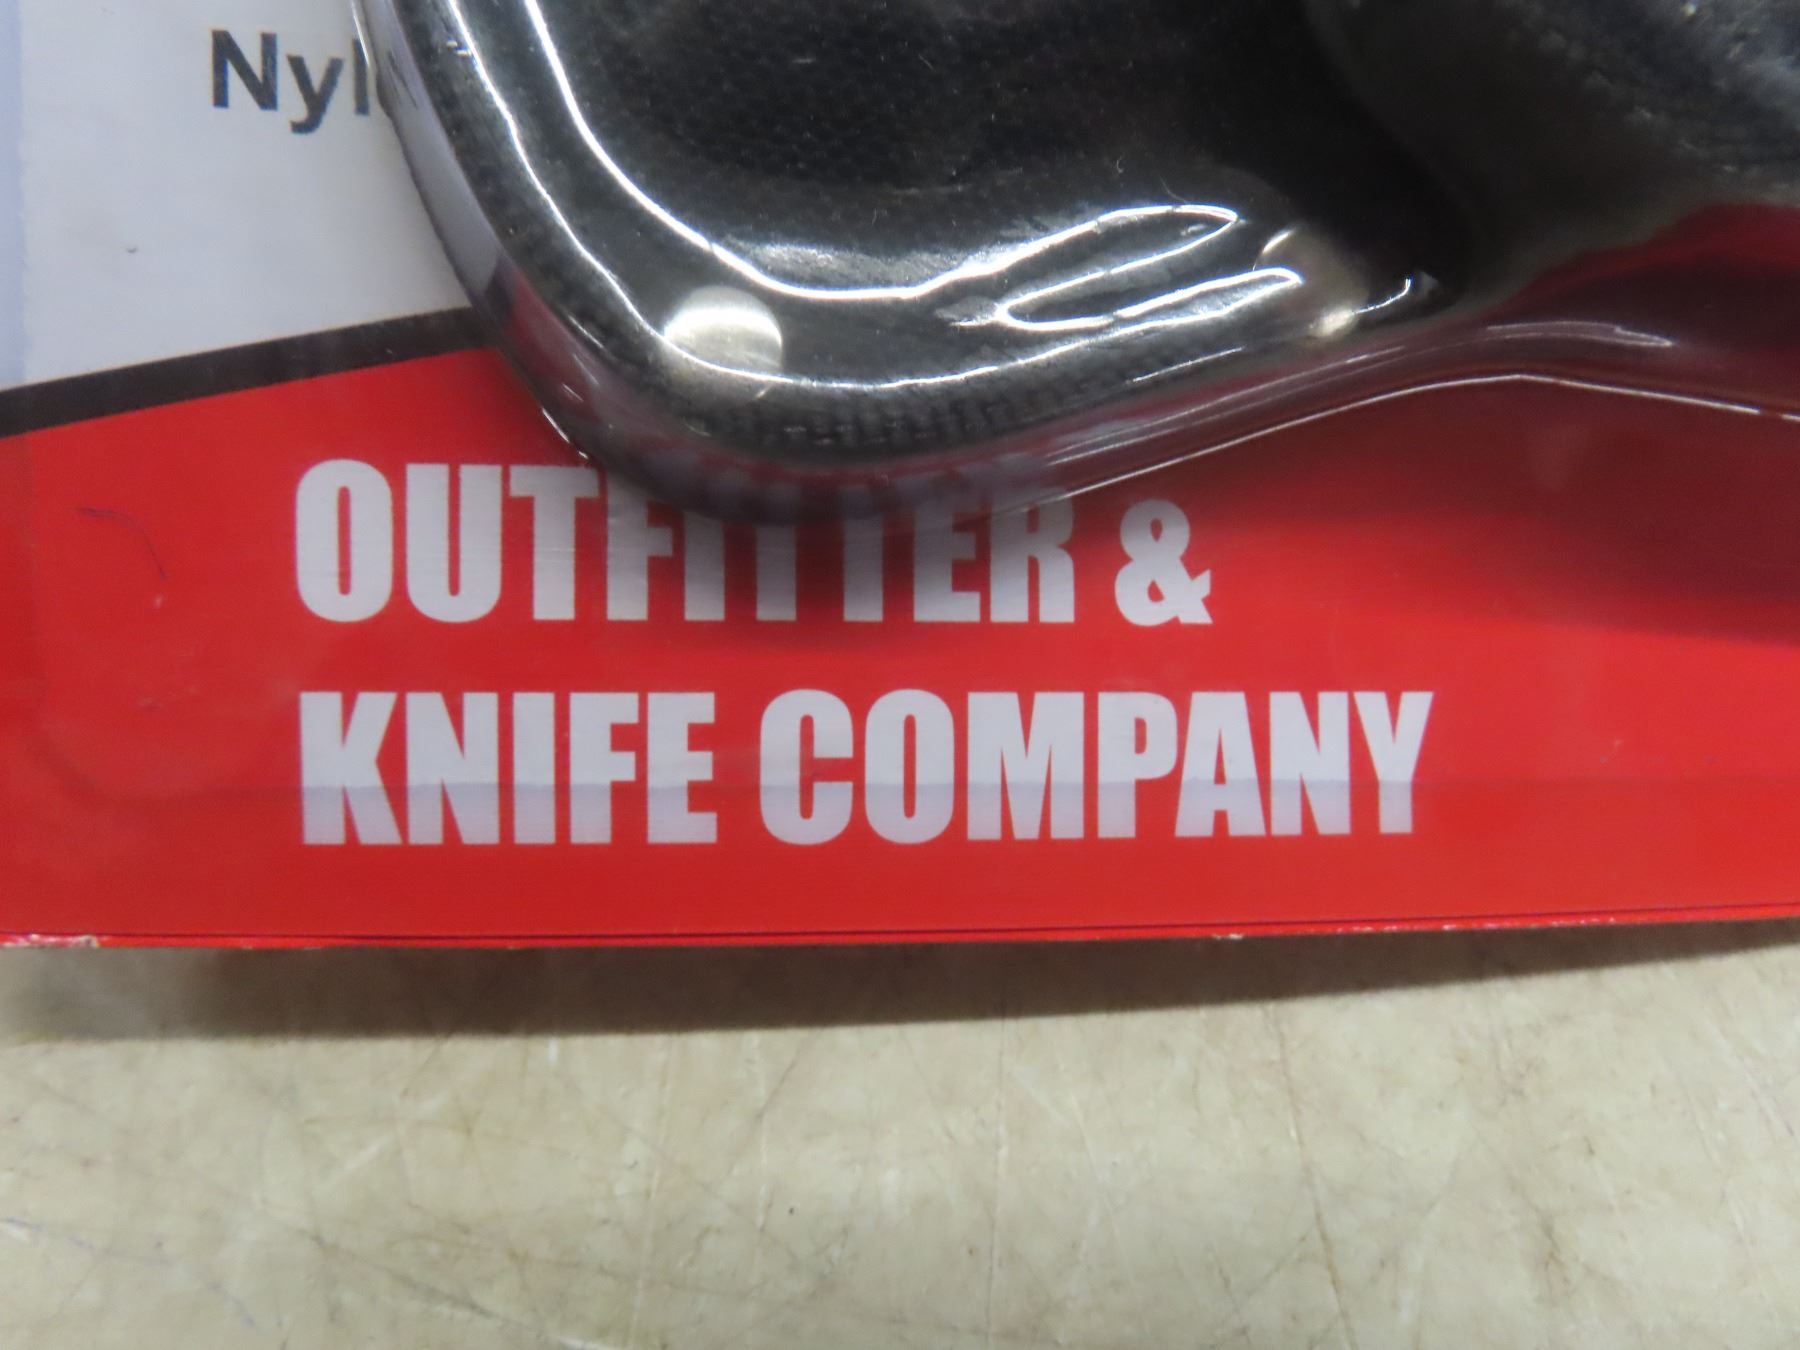 OUTFITTER &
KNIFE COMPANY